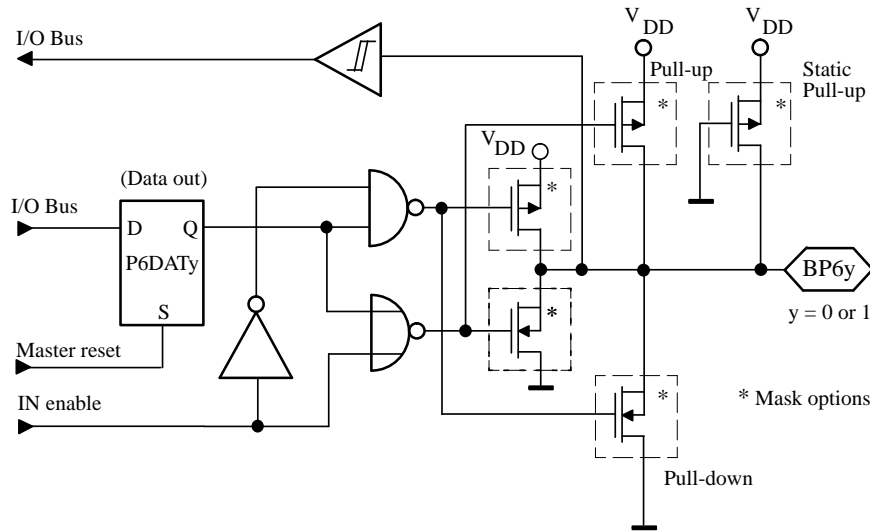 I/O Bus
V DD
V DD
Pull-up
Static
Pull-up
*
*
V DD
*
(Data out)
I/O Bus
D
Q
P6DATy
S
BP6y
y = 0 or 1
*
Master reset
IN enable
*
* Mask options
Pull-down